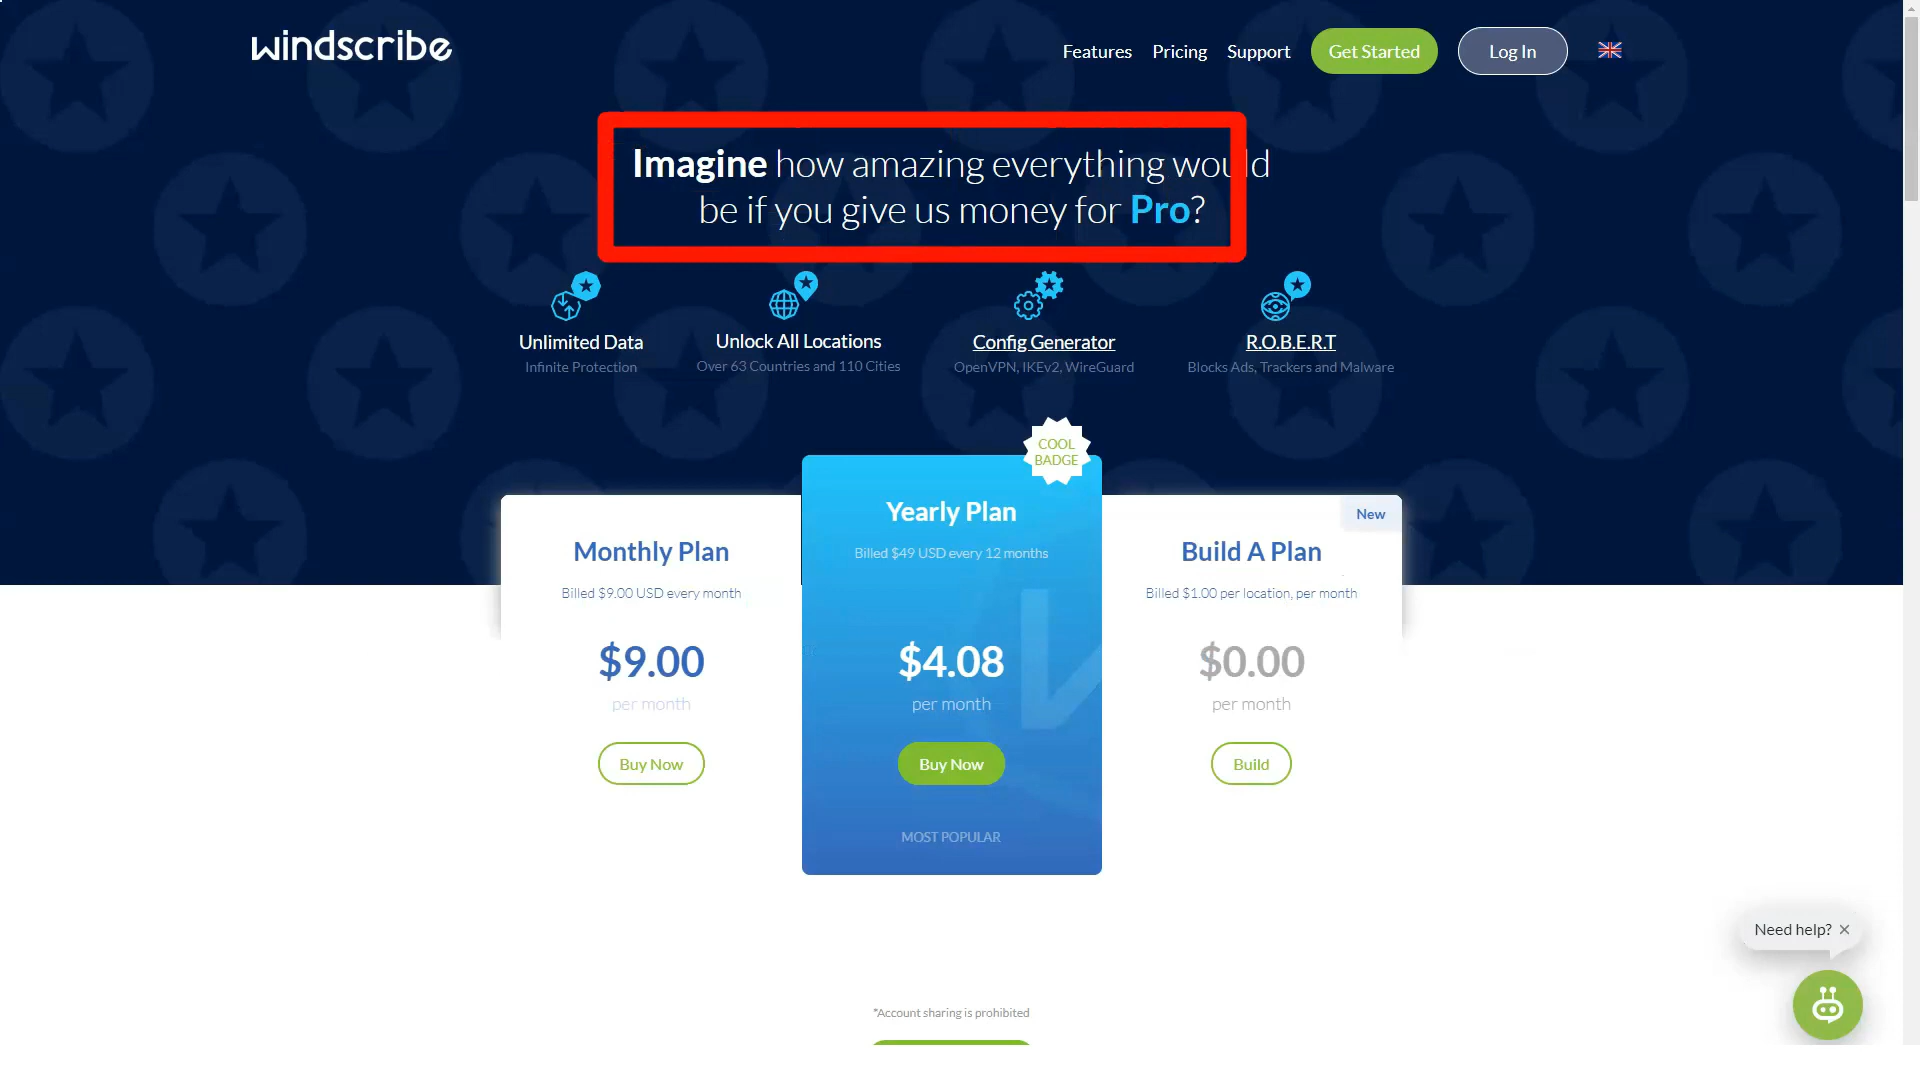 windscribe
Features Pricing Support Get Started Log In
Imagine how amazing everything would
be if you give us money for Pro?
Unlimited Data
Infinite Protection
Unlock All Locations
Over 63 Countries and 110 Cities
Config Generator
OpenVPN, IKEv2, WireGuard
R.O.B.E.R.T
Blocks Ads, Trackers and Malware
Monthly Plan
Billed $9.00 USD every month
$9.00
per month
Buy Now
COOL
BADGE
Yearly Plan
Billed $49 USD every 12 months
$4.08
per month
Buy Now
MOST POPULAR
New
Build A Plan
Billed $1.00 per location, per month
$0.00
per month
Build
Need help? ×
*Account sharing is prohibited